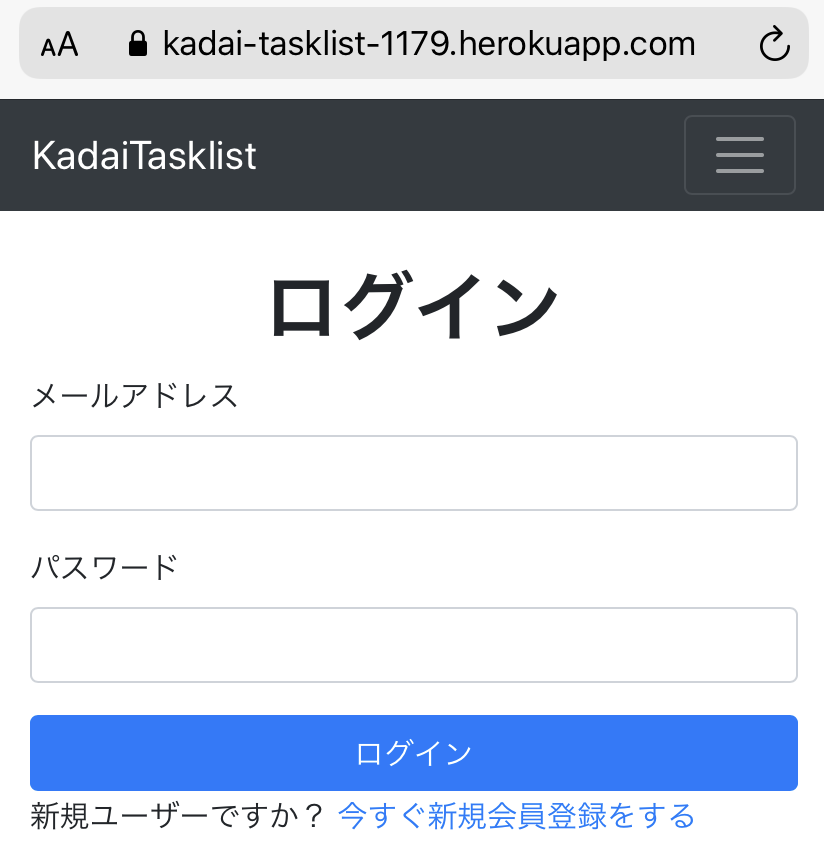 AA kadai-tasklist-1179.herokuapp.com
KadaiTasklist
ログイン
メールアドレス
パスワード
ログイン
新規ユーザーですか？ 今すぐ新規会員登録をする